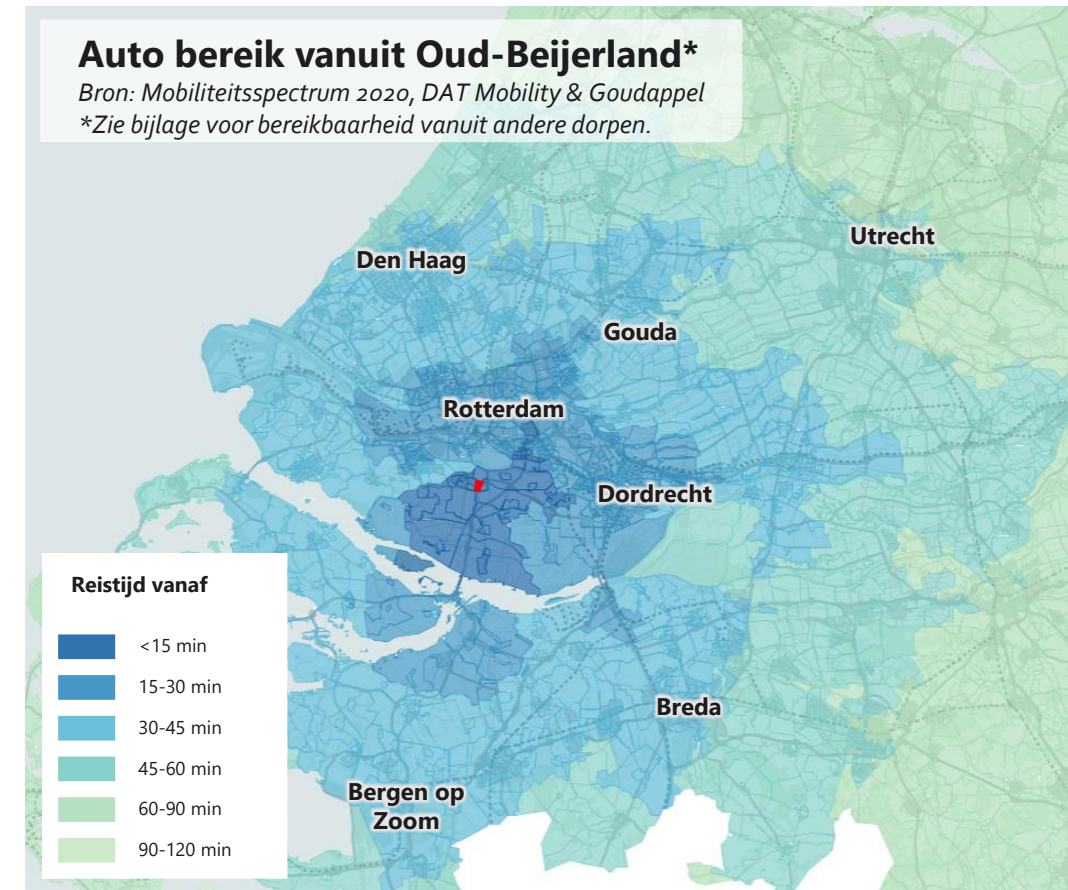 Auto bereik vanuit Oud-Beijerland*
Bron: Mobiliteitsspectrum 2020, DAT Mobility & Goudappel
*Zie bijlage voor bereikbaarheid vanuit andere dorpen.
Utrecht
Den Haag
Gouda
Rotterdam
Dordrecht
Breda
Bergen op
Zoom
Reistijd vanaf
<15 min
15-30 min
30-45 min
45-60 min
60-90 min
90-120 min